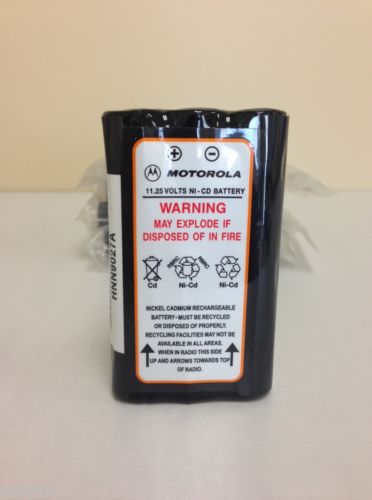 + -
MOTOROLA
11.25 VOLTS NI-CD BATTERY
WARNING
MAY EXPLODE IF
DISPOSED OF IN FIRE
RBRC RBRC
Cd Ni-Cd Ni-Cd
NICKEL CADMIUM RECHARGEABLE
BATTERY-MUST BE RECYCLED
OR DISPOSED OF PROPERLY.
RECYCLING FACILITIES MAY NOT BE
AVAILABLE IN ALL AREAS.
WHEN IN RADIO THIS SIDE
UP AND ARROWS TOWARDS TOP
OF RADIO.
HNN9027A